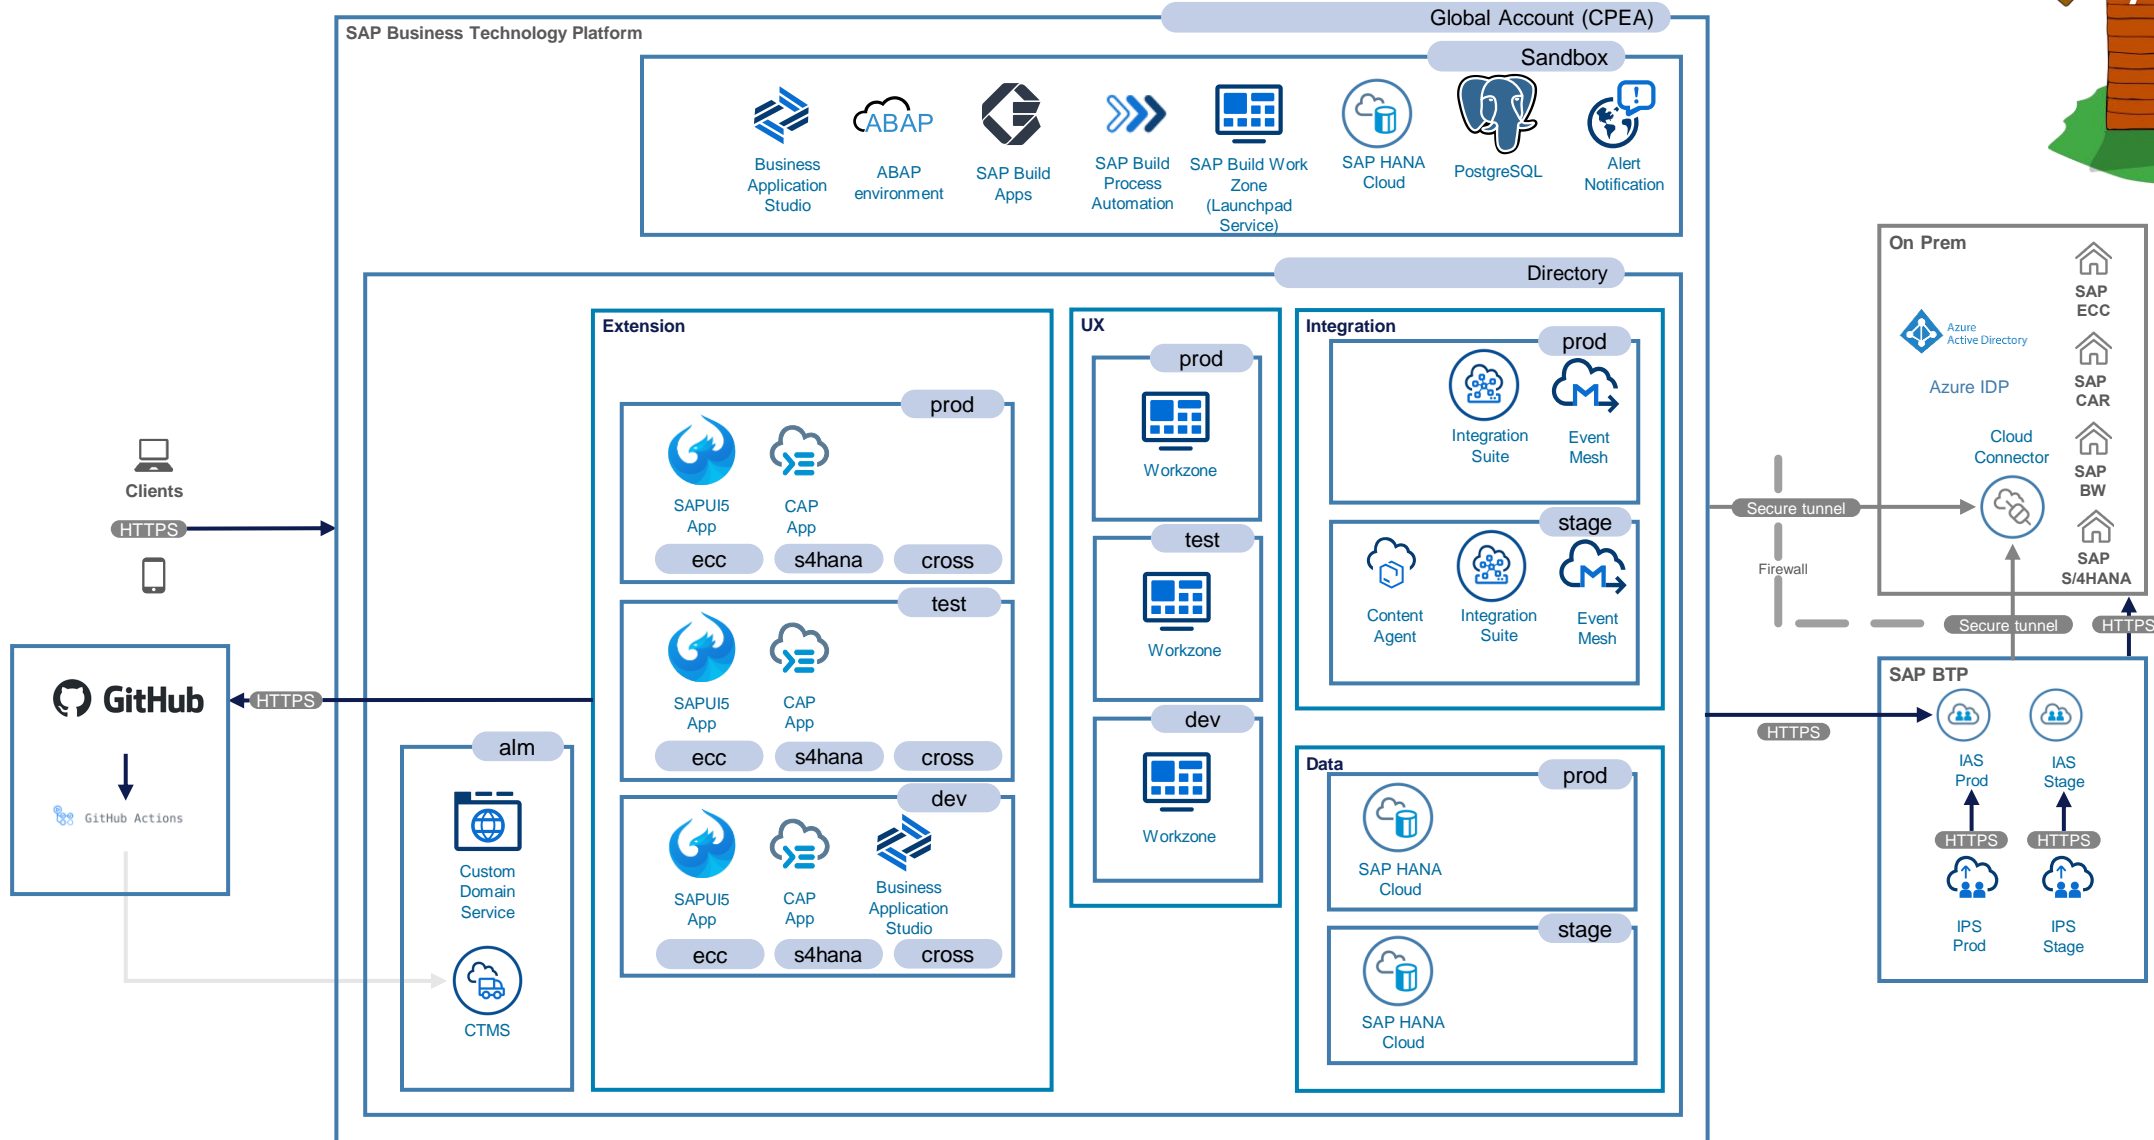 Global Account (CPEA)
SAP Business Technology Platform
Sandbox
Business
Application
Studio
ABAP
ABAP
environment
SAP Build
Apps
SAP Build
Process
Automation
SAP Build Work
Zone
(Launchpad
Service)
SAP HANA
Cloud
PostgreSQL
Alert
Notification
Directory
Extension
prod
SAPUI5
App
CAP
App
ecc
s4hana
cross
test
SAPUI5
App
CAP
App
ecc
s4hana
cross
dev
SAPUI5
App
CAP
App
Business
Application
Studio
ecc
s4hana
cross
UX
prod
Workzone
test
Workzone
dev
Workzone
Integration
prod
Integration
Suite
Event
Mesh
stage
Content
Agent
Integration
Suite
Event
Mesh
Data
prod
SAP HANA
Cloud
stage
SAP HANA
Cloud
alm
Custom
Domain
Service
CTMS
Clients
HTTPS
GitHub
GitHub Actions
HTTPS
On Prem
SAP
ECC
Azure
Active Directory
Azure IDP
SAP
CAR
Cloud
Connector
SAP
BW
SAP
S/4HANA
Secure tunnel
Firewall
Secure tunnel
HTTPS
HTTPS
SAP BTP
IAS
Prod
IAS
Stage
HTTPS
HTTPS
IPS
Prod
IPS
Stage